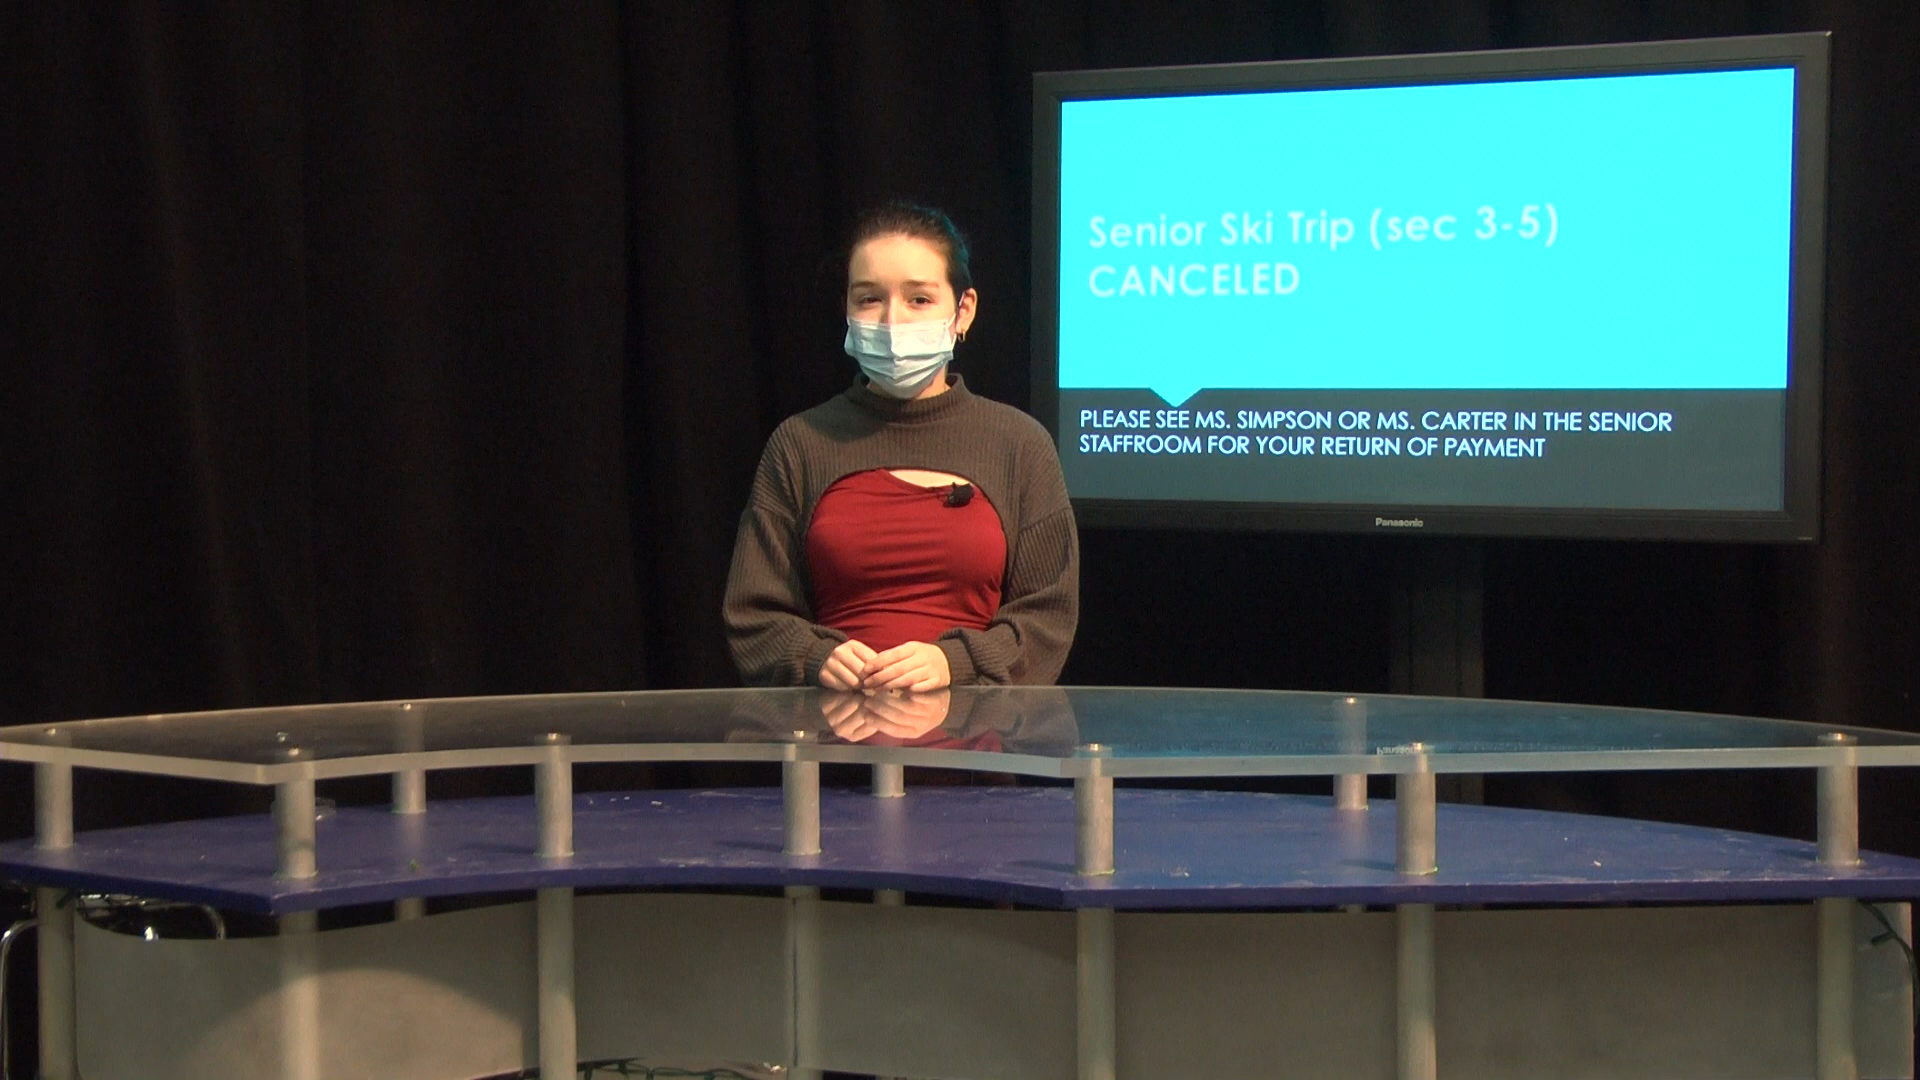 Senior Ski Trip (sec 3-5)
CANCELED
PLEASE SEE MS. SIMPSON OR MS. CARTER IN THE SENIOR
STAFFROOM FOR YOUR RETURN OF PAYMENT
Panasonic